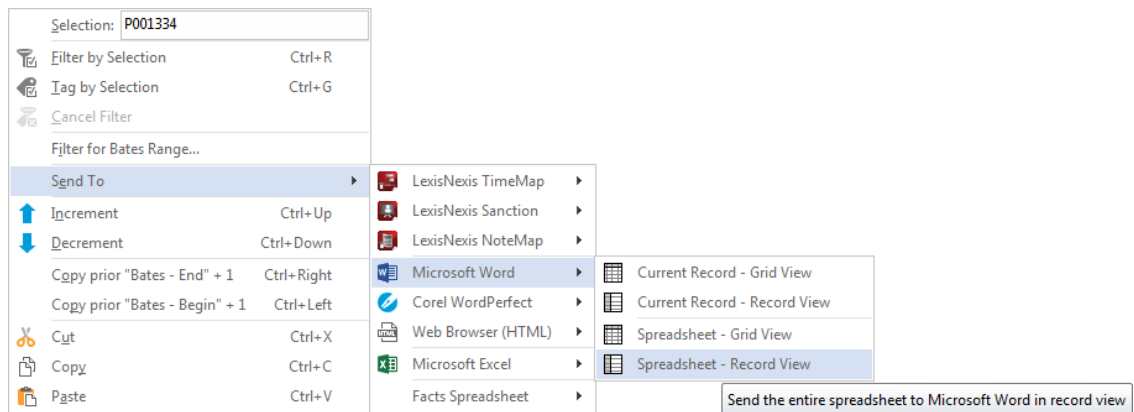 Selection: P001334
Filter by Selection Ctrl+R
Tag by Selection Ctrl+G
Cancel Filter
Filter for Bates Range...
Send To
Increment Ctrl+Up
Decrement Ctrl+Down
Copy prior "Bates - End" + 1 Ctrl+Right
Copy prior "Bates - Begin" + 1 Ctrl+Left
Cut Ctrl+X
Copy Ctrl+C
Paste Ctrl+V
LexisNexis TimeMap
LexisNexis Sanction
LexisNexis NoteMap
Microsoft Word
Corel WordPerfect
Web Browser (HTML)
Microsoft Excel
Facts Spreadsheet
Current Record - Grid View
Current Record - Record View
Spreadsheet - Grid View
Spreadsheet - Record View
Send the entire spreadsheet to Microsoft Word in record view